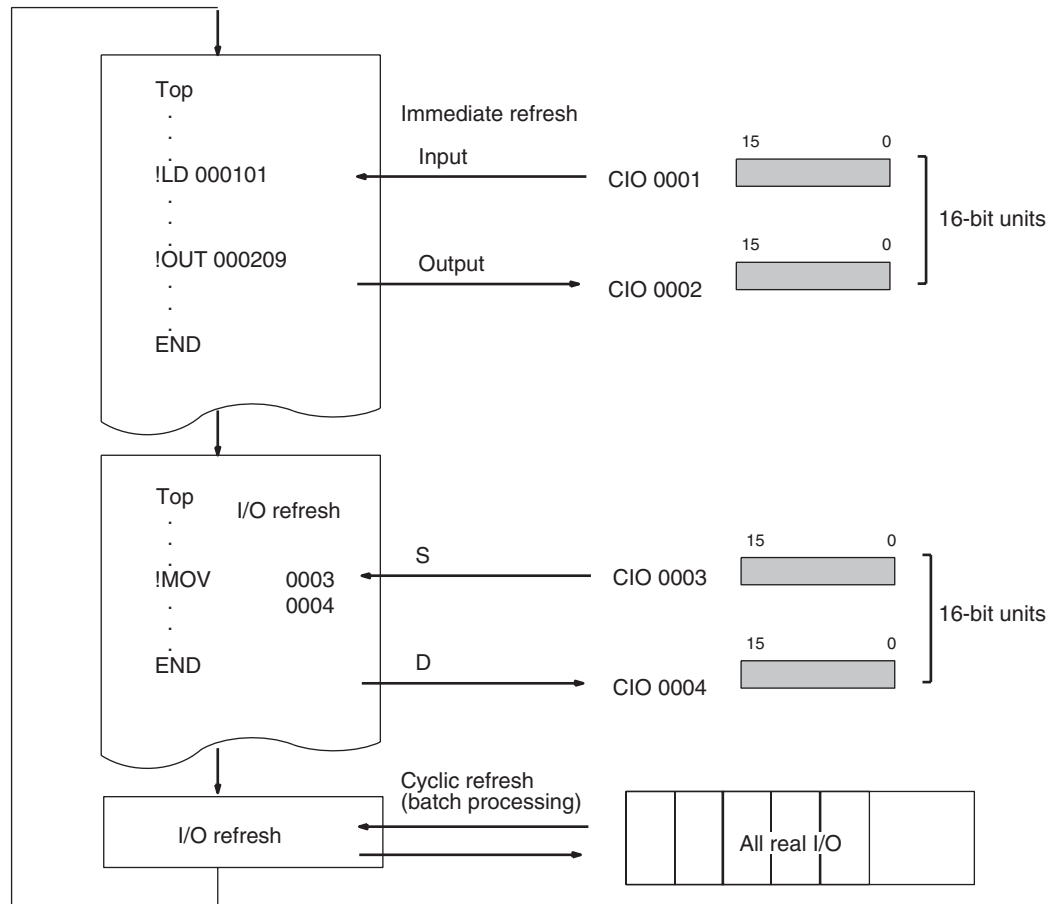 Top
.
.
.
!LD 000101
.
.
.
!OUT 000209
.
.
.
END
Immediate refresh
Input
Output
15 0
CIO 0001
15 0
CIO 0002
16-bit units
Top
.
.
.
!MOV 0003
0004
.
.
.
END
I/O refresh
S
D
15 0
CIO 0003
15 0
CIO 0004
16-bit units
I/O refresh
Cyclic refresh
(batch processing)
All real I/O